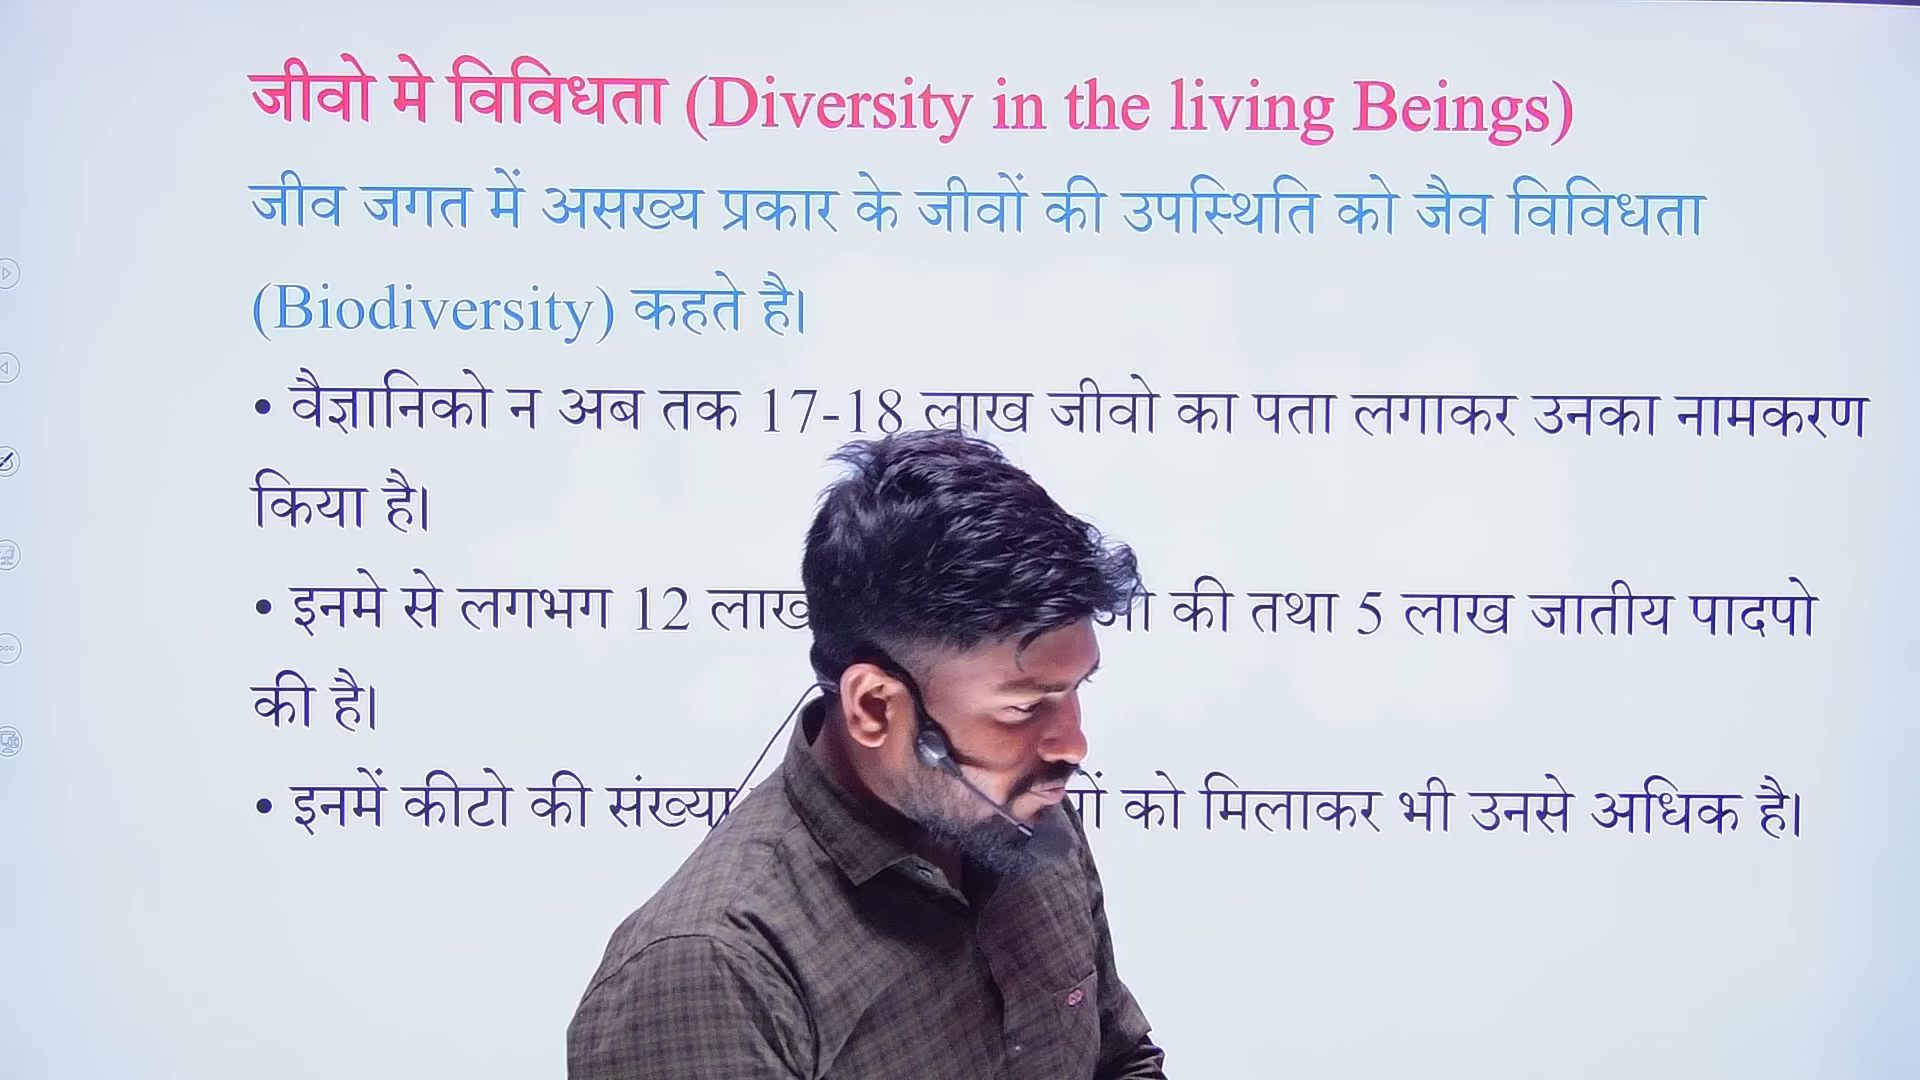 जीवो मे विविधता (Diversity in the living Beings)
जीव जगत में असख्य प्रकार के जीवों की उपस्थिति को जैव विविधता
(Biodiversity) कहते है।
• वैज्ञानिको न अब तक 17-18 लाख जीवो का पता लगाकर उनका नामकरण
किया है।
• इनमे से लगभग 12 लाख की तथा 5 लाख जातीय पादपो
की है।
• इनमें कीटो की संख्या को मिलाकर भी उनसे अधिक है।